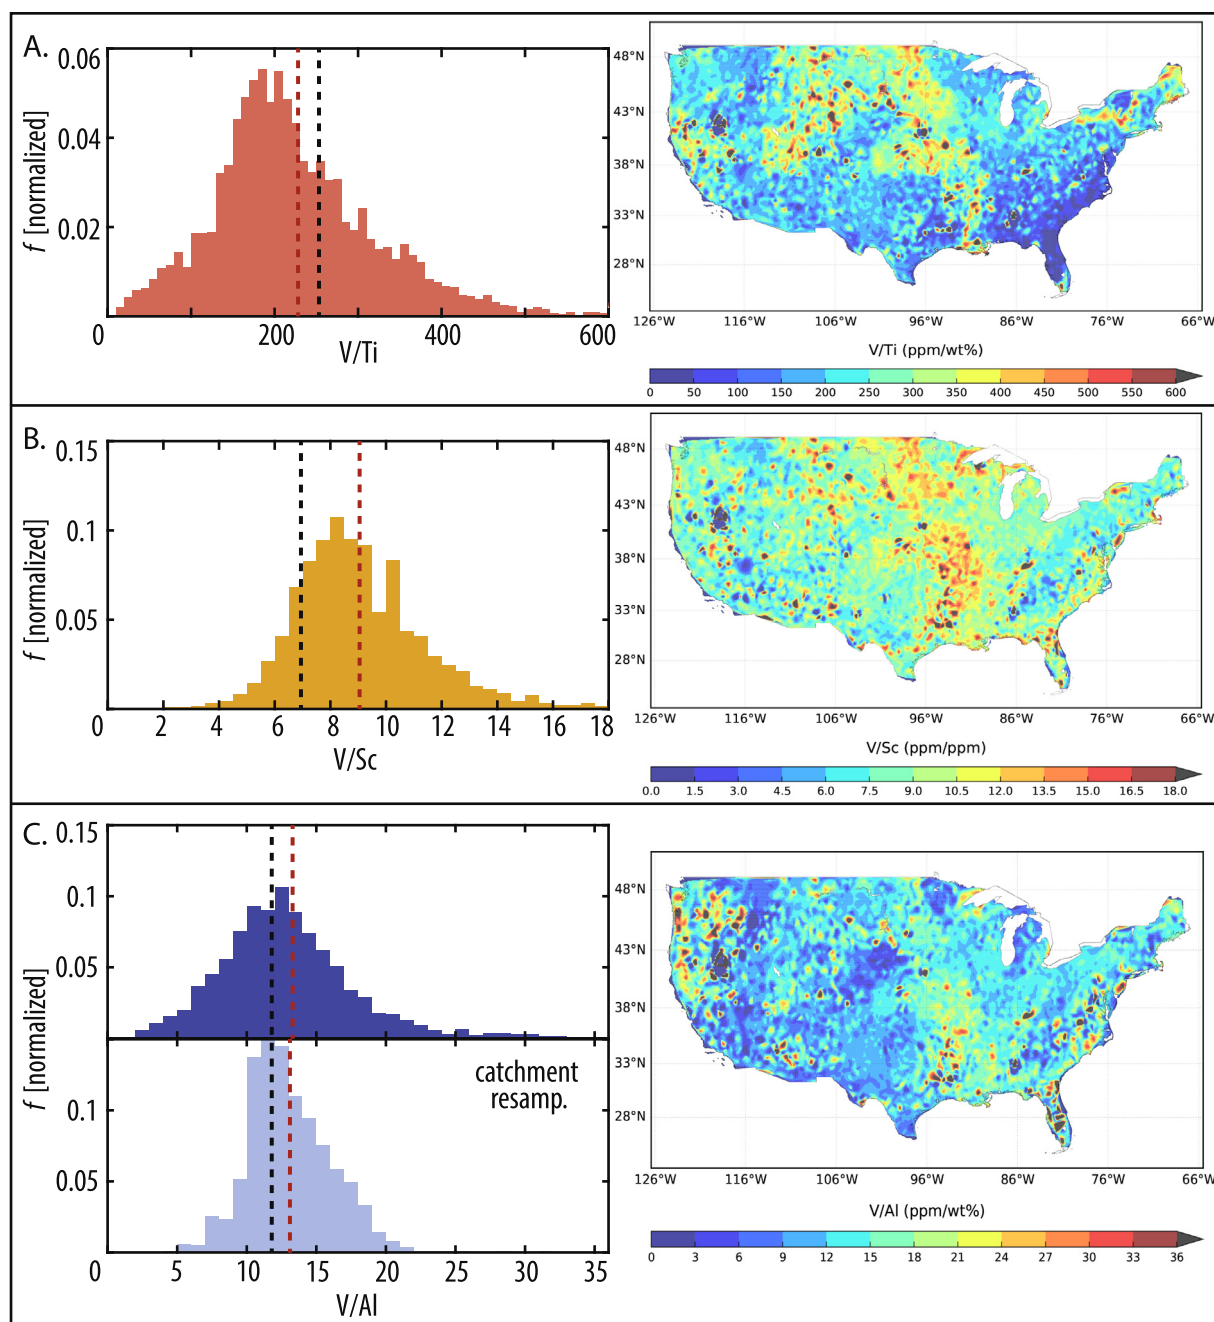 A.
0.06
0.04
0.02
f [normalized]
0 200 400 600
V/Ti
48°N
43°N
38°N
33°N
28°N
126°W 116°W 106°W 96°W 86°W 76°W 66°W
V/Ti (ppm/wt%)
0 50 100 150 200 250 300 350 400 450 500 550 600
B.
0.15
0.1
0.05
f [normalized]
0 2 4 6 8 10 12 14 16 18
V/Sc
48°N
43°N
38°N
33°N
28°N
126°W 116°W 106°W 96°W 86°W 76°W 66°W
V/Sc (ppm/ppm)
0.0 1.5 3.0 4.5 6.0 7.5 9.0 10.5 12.0 13.5 15.0 16.5 18.0
C.
0.15
0.1
0.05
f [normalized]
catchment
resamp.
0.1
0.05
0 5 10 15 20 25 30 35
V/Al
48°N
43°N
38°N
33°N
28°N
126°W 116°W 106°W 96°W 86°W 76°W 66°W
V/Al (ppm/wt%)
0 3 6 9 12 15 18 21 24 27 30 33 36